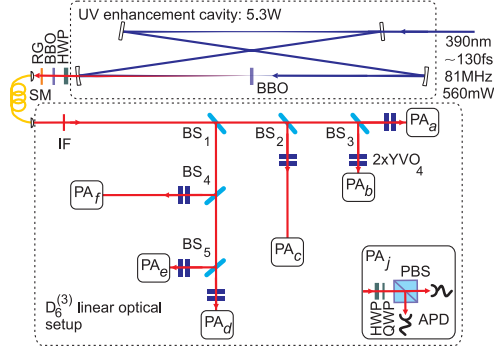 UV enhancement cavity: 5.3W
RG
BBO
HWP
390nm
~130fs
81MHz
560mW
BBO
SM
IF
BS1
BS2
BS3
PAa
2xYVO4
PAb
BS4
PAf
PAc
BS5
PAe
PAd
D6(3) linear optical
setup
PAj
PBS
HWP
QWP
APD